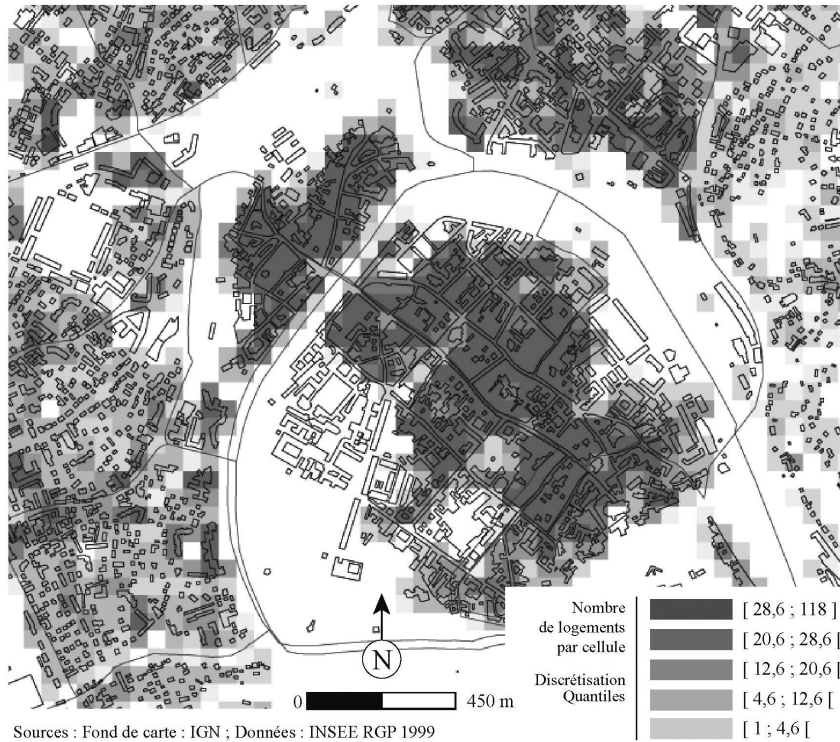 Nombre
de logements
par cellule
Discrétisation
Quantiles
[ 28,6 ; 118 ]
[ 20,6 ; 28,6 [
[ 12,6 ; 20,6 [
[ 4,6 ; 12,6 [
[ 1 ; 4,6 [
N
0 450 m
Sources : Fond de carte : IGN ; Données : INSEE RGP 1999